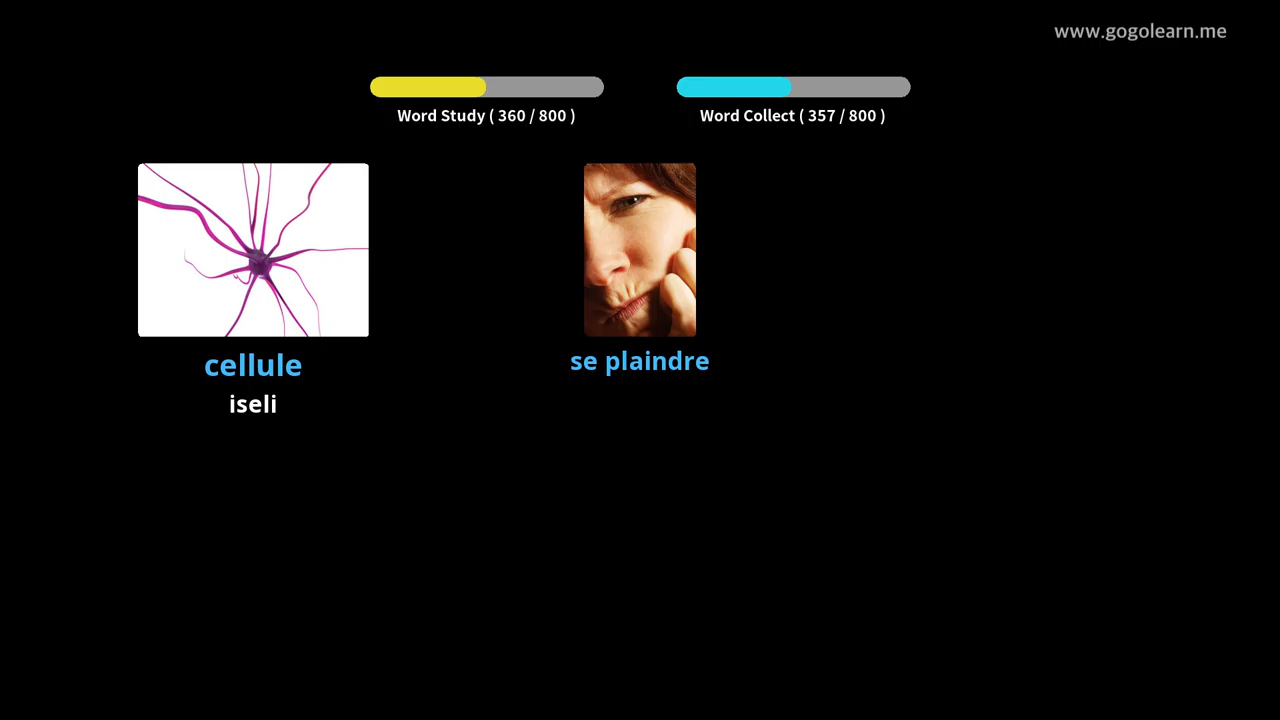 www.gogolearn.me
Word Study ( 360 / 800 )
Word Collect ( 357 / 800 )
cellule
iseli
se plaindre